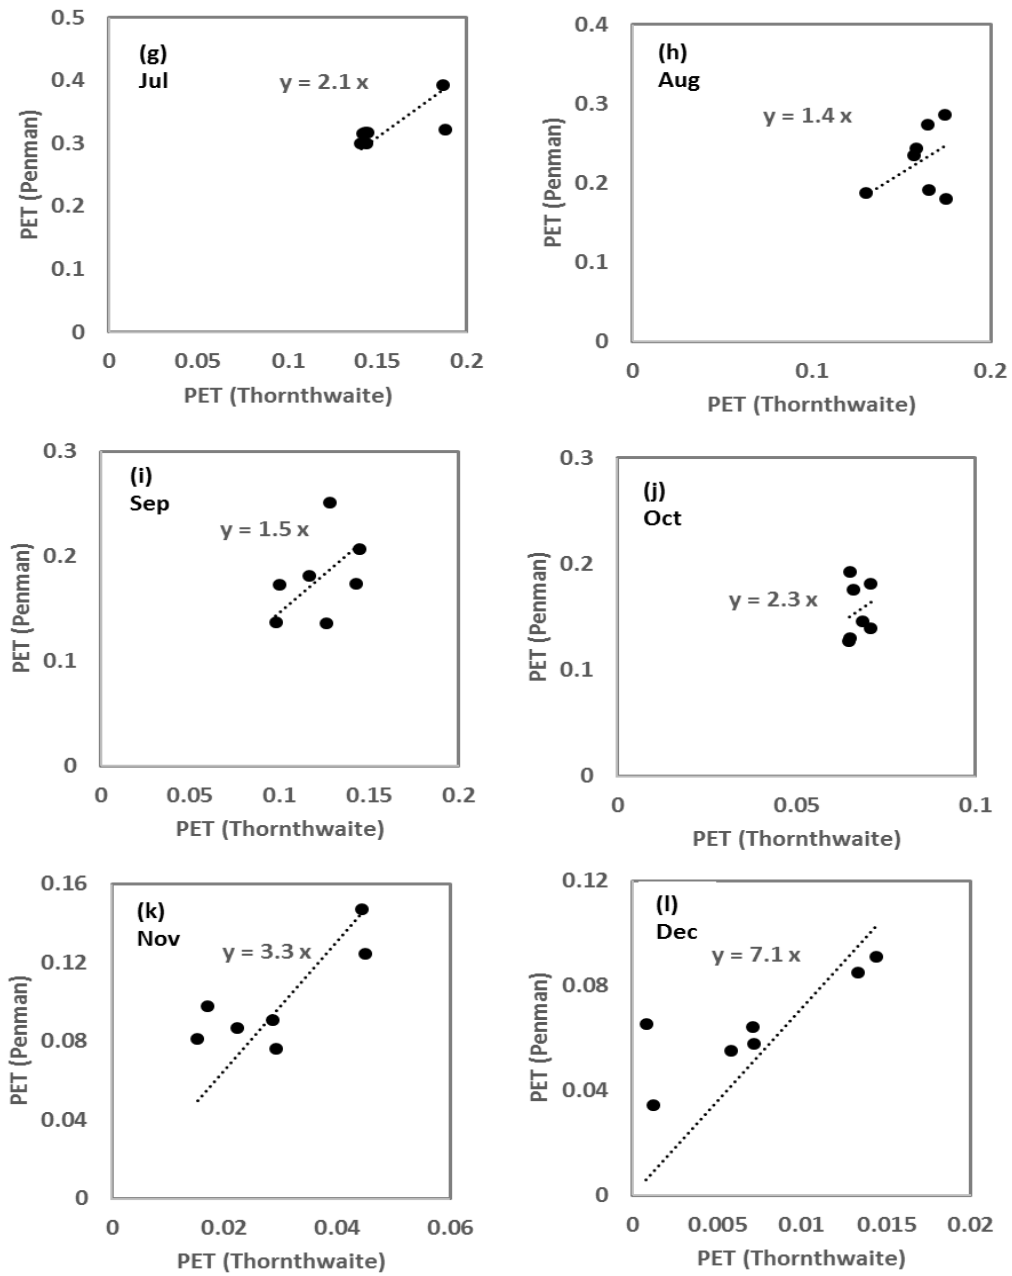 0.5
0.4
0.3
0.2
0.1
0
(g)
Jul
y = 2.1 x
PET (Penman)
0
0.05
0.1
0.15
0.2
PET (Thornthwaite)
0.4
0.3
0.2
0.1
0
(h)
Aug
y = 1.4 x
PET (Penman)
0
0.1
0.2
PET (Thornthwaite)
0.3
0.2
0.1
0
(i)
Sep
y = 1.5 x
PET (Penman)
0
0.05
0.1
0.15
0.2
PET (Thornthwaite)
0.3
0.2
0.1
0
(j)
Oct
y = 2.3 x
PET (Penman)
0
0.05
0.1
PET (Thornthwaite)
0.16
0.12
0.08
0.04
0
(k)
Nov
y = 3.3 x
PET (Penman)
0
0.02
0.04
0.06
PET (Thornthwaite)
0.12
0.08
0.04
0
(l)
Dec
y = 7.1 x
PET (Penman)
0
0.005
0.01
0.015
0.02
PET (Thornthwaite)